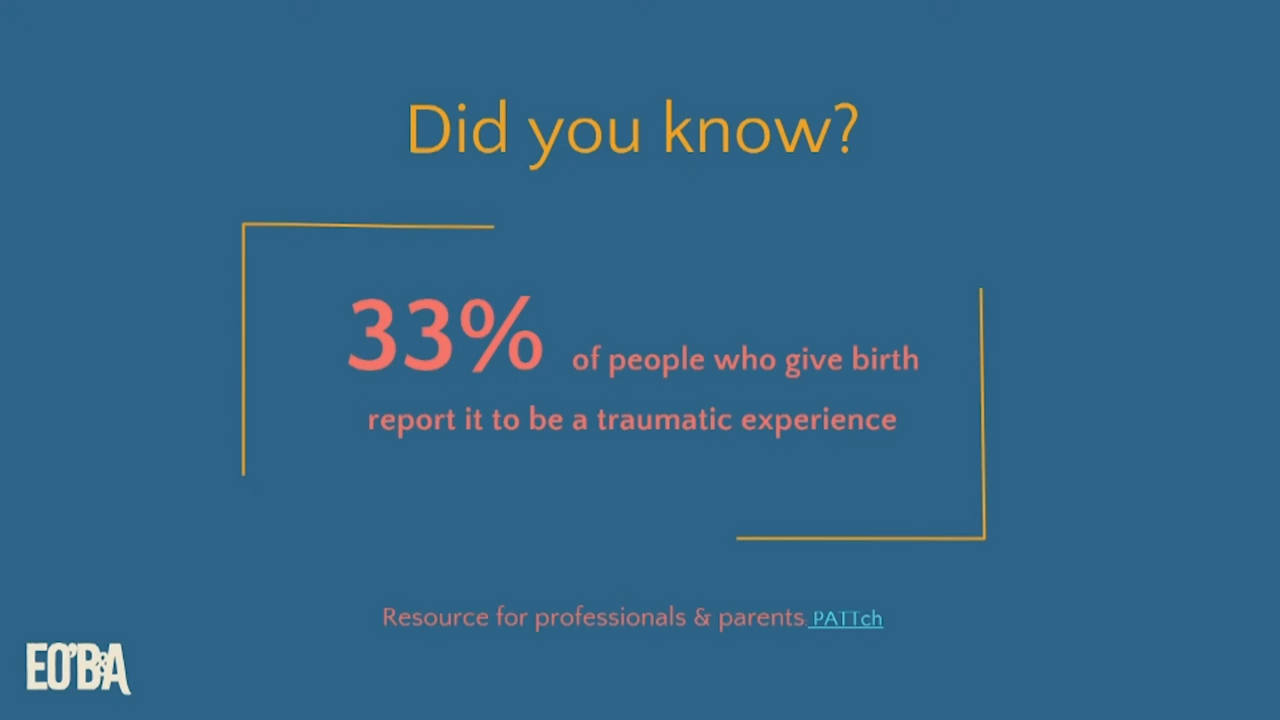 Did you know?
33% of people who give birth
report it to be a traumatic experience
Resource for professionals & parents: PATTch
EO'B&A